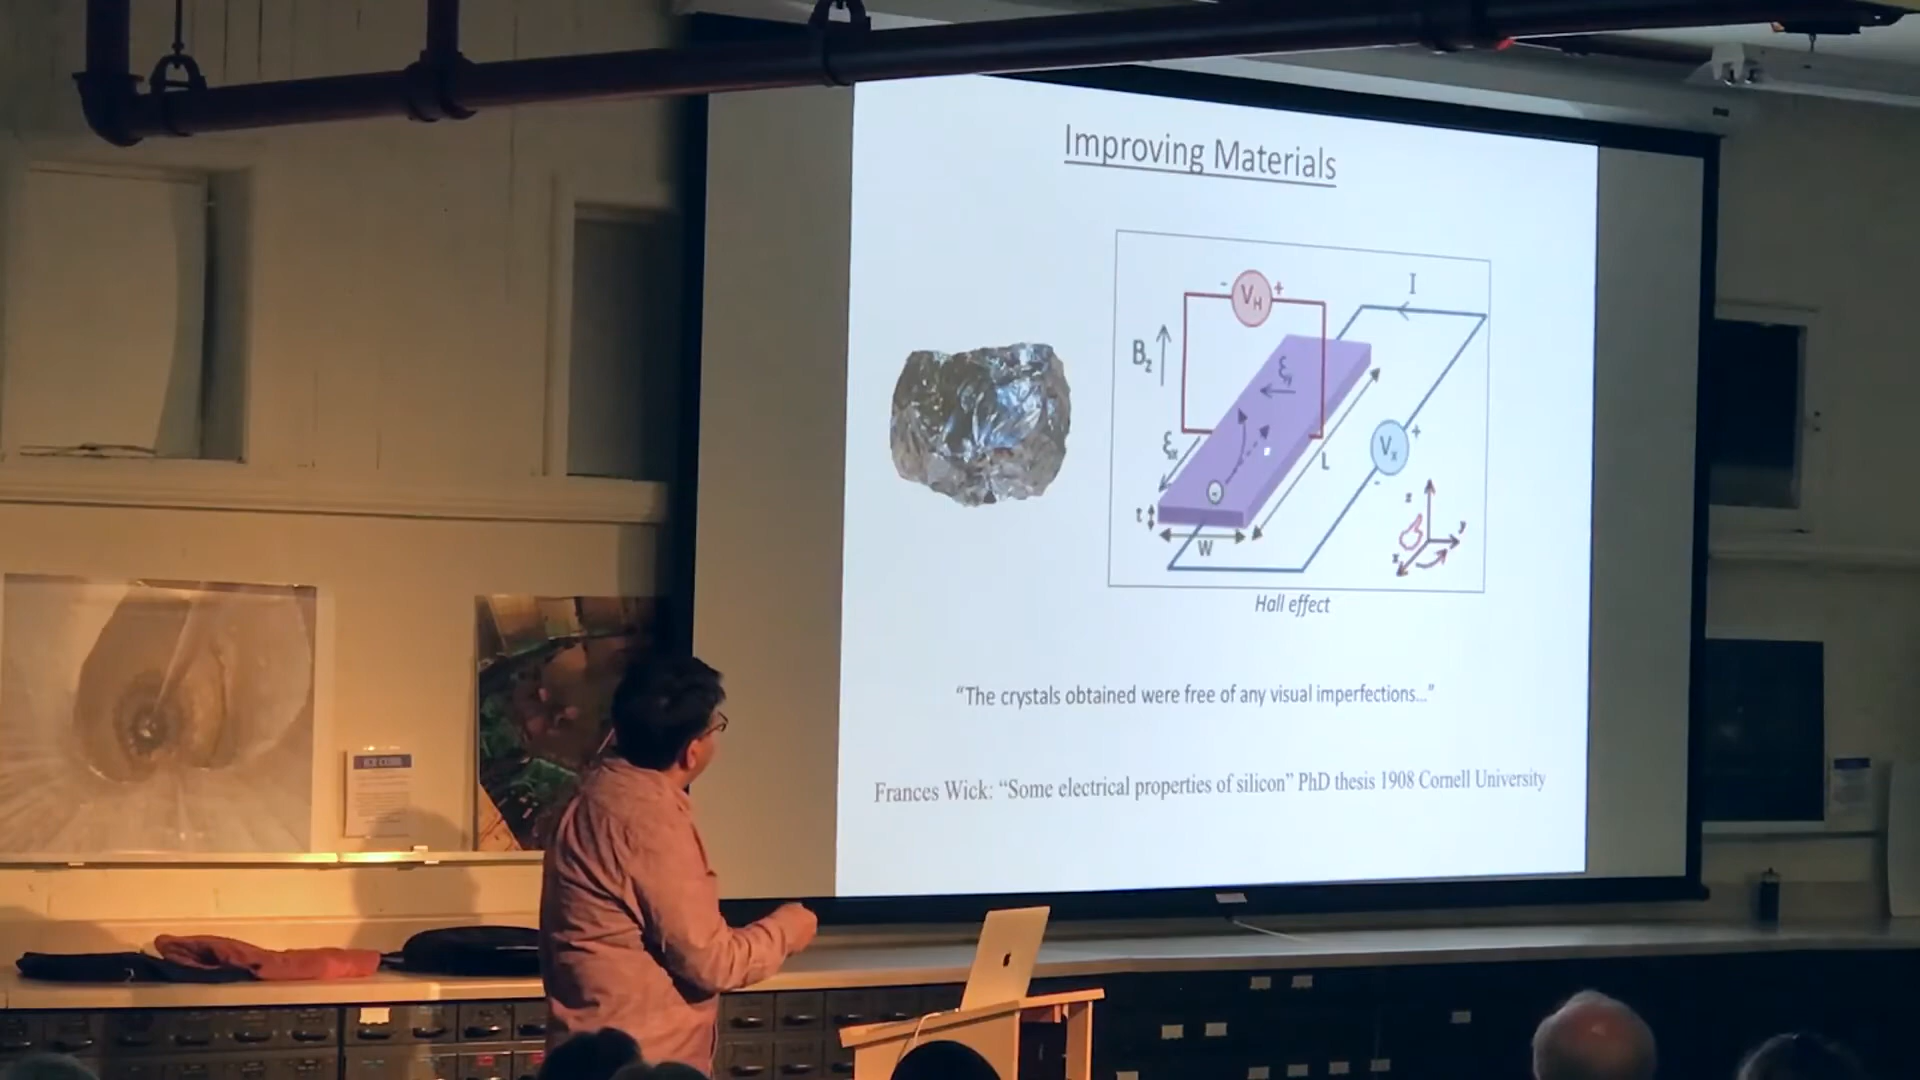 Improving Materials
- V_H +
I
B_z
ξ_y
ξ_x
V_x
+
-
L
t
W
z
y
x
Hall effect
“The crystals obtained were free of any visual imperfections...”
Frances Wick: “Some electrical properties of silicon” PhD thesis 1908 Cornell University
ICE CUBE